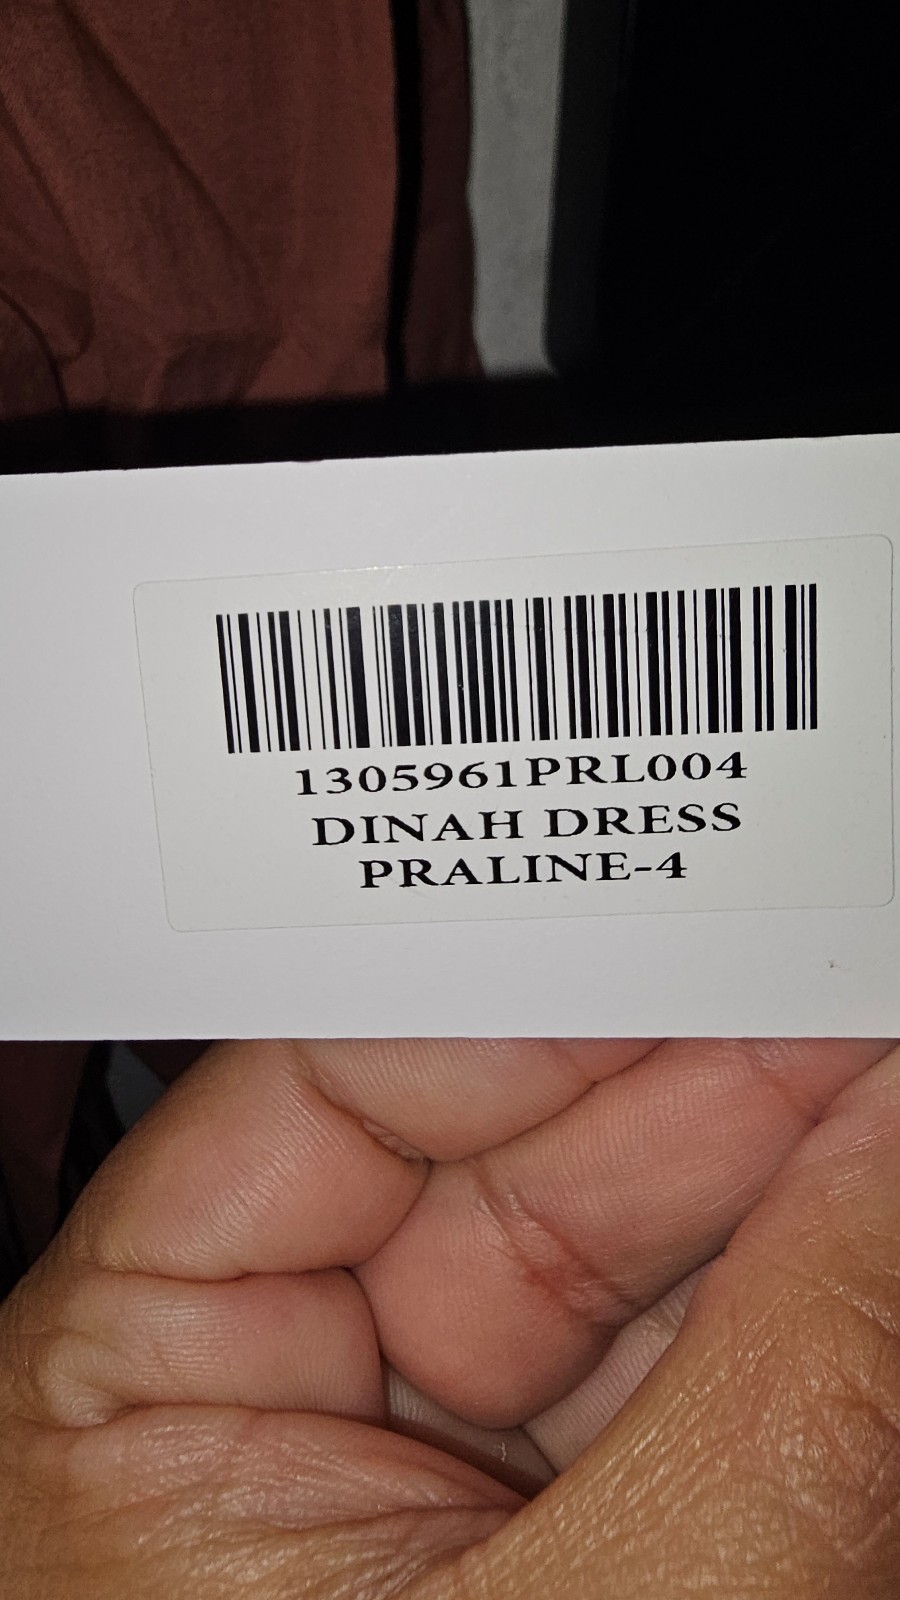 1305961PRL004
DINAH DRESS
PRALINE-4